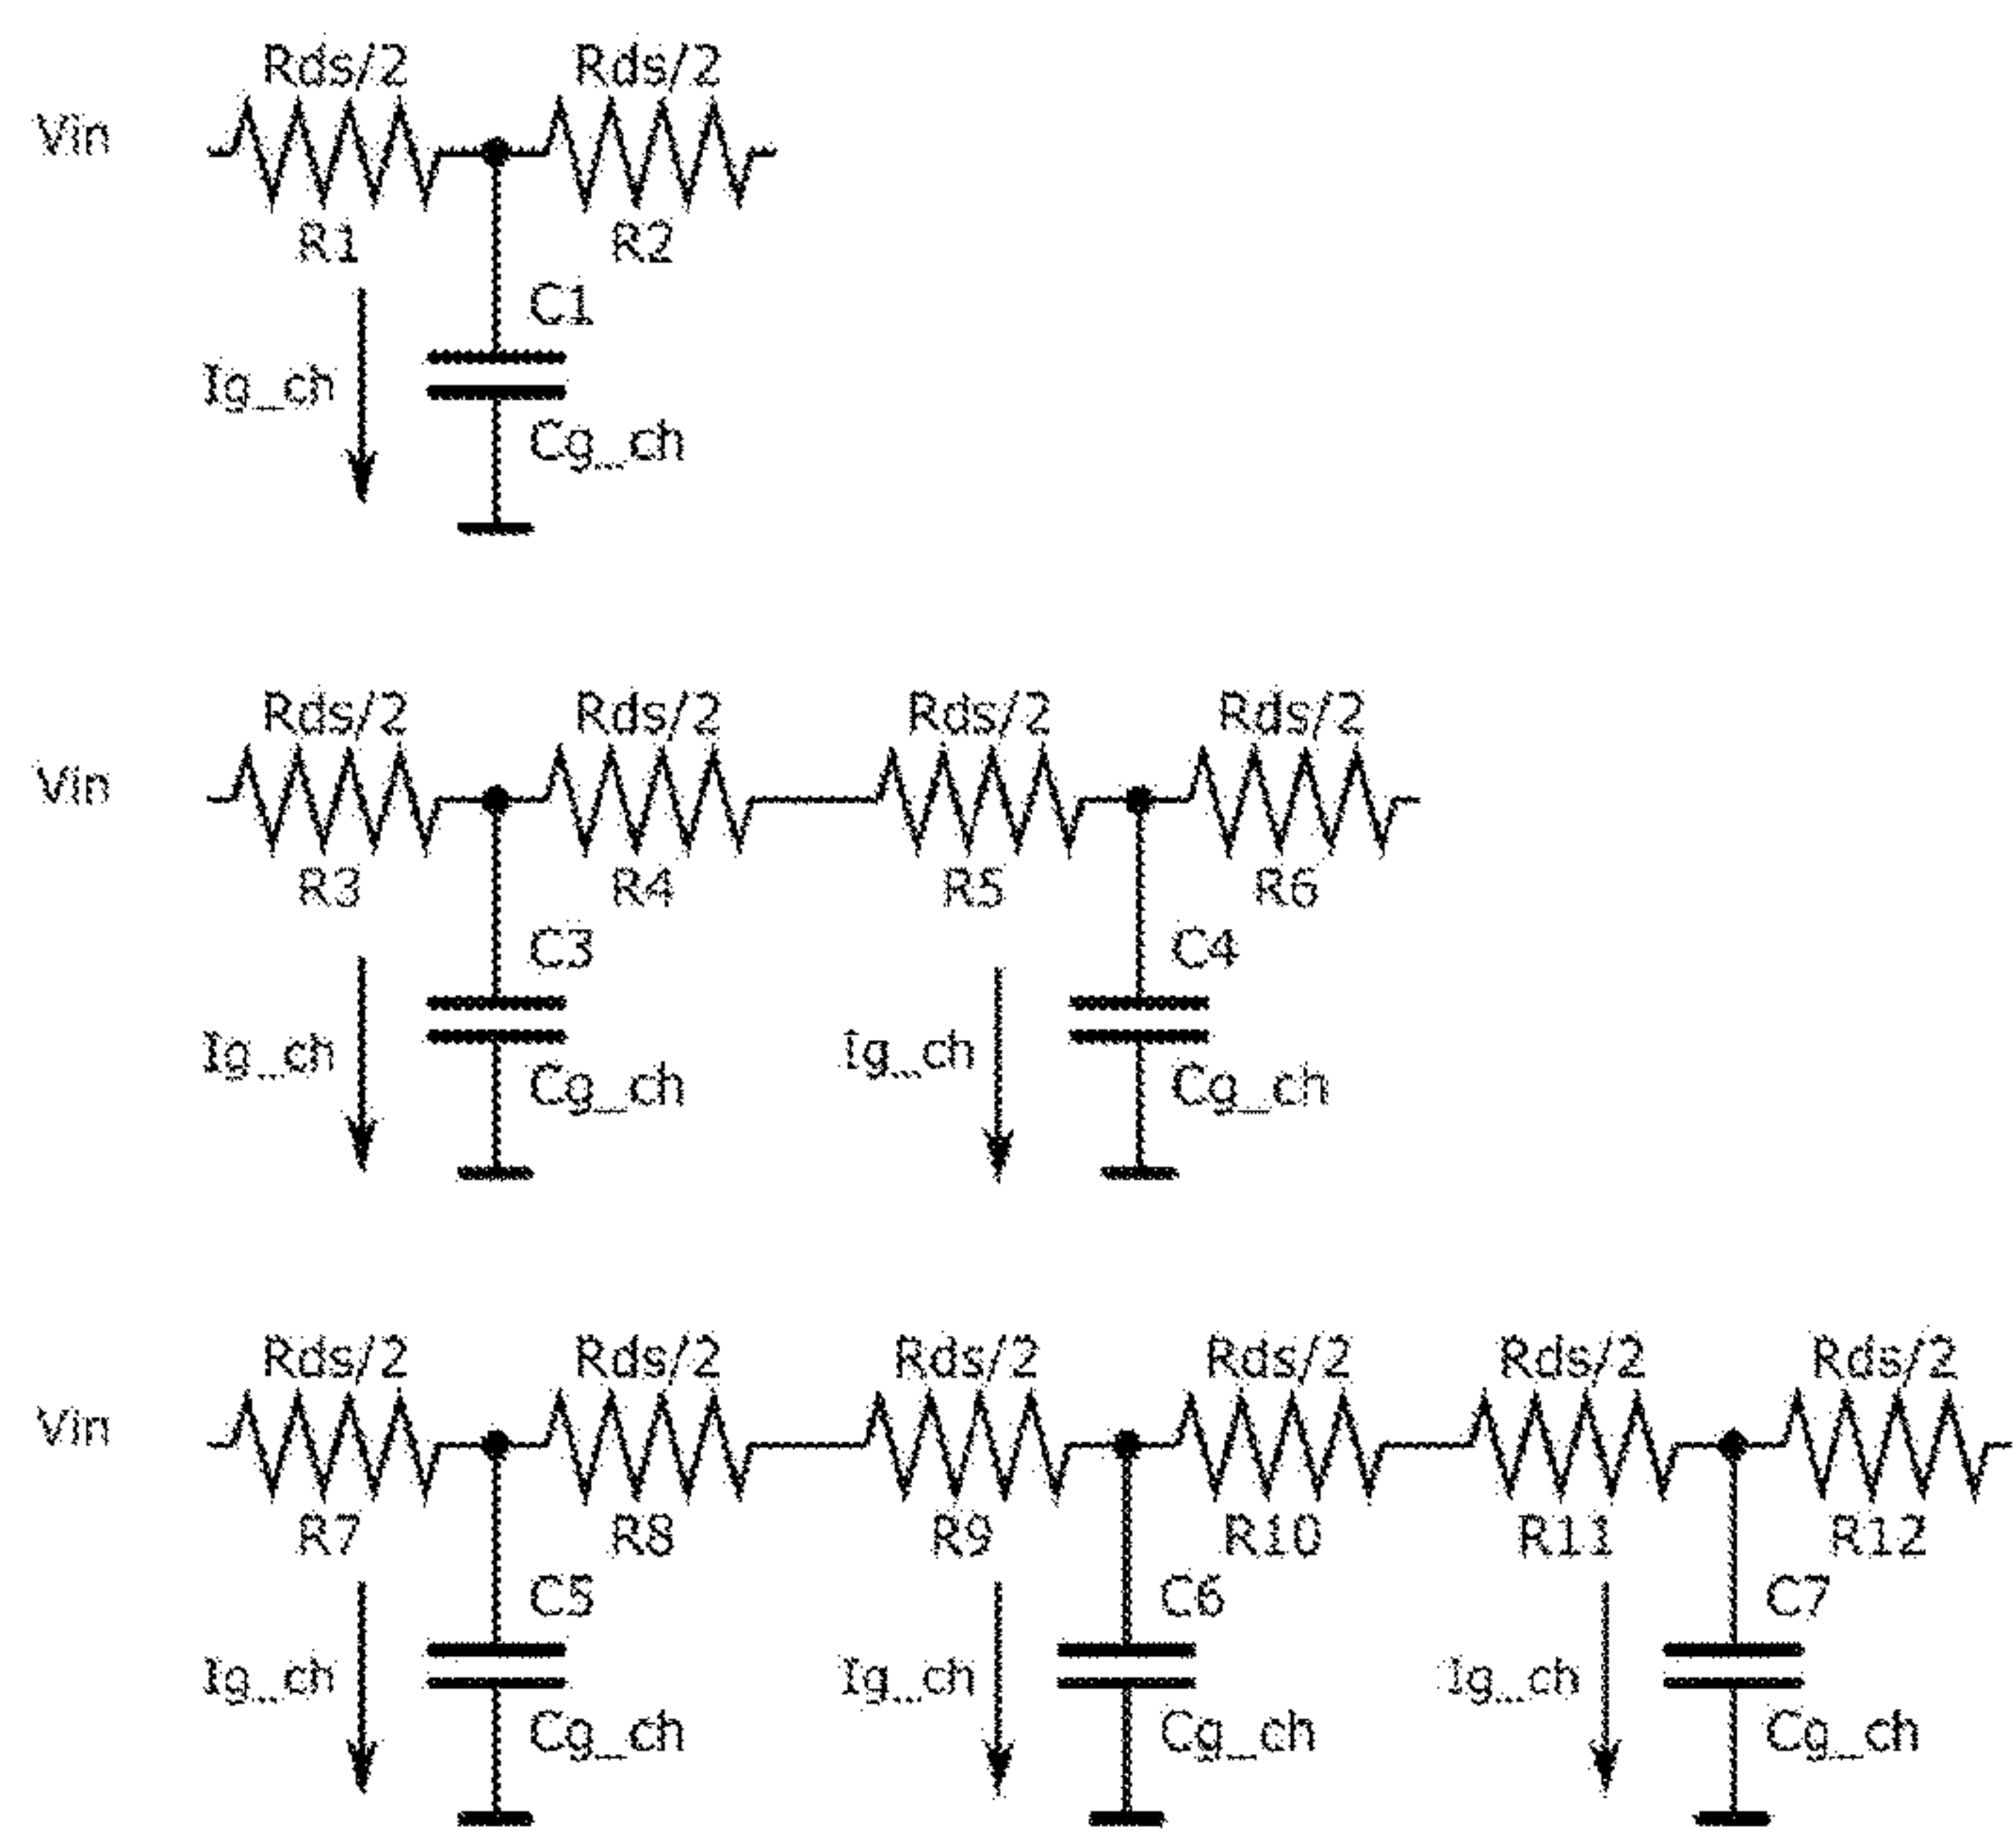 Rds/2 Rds/2
Vin
R1 R2
C1
Ig_ch
Cg_ch
Rds/2 Rds/2 Rds/2 Rds/2
Vin
R3 R4 R5 R6
C3 C4
Ig_ch Ig_ch
Cg_ch Cg_ch
Rds/2 Rds/2 Rds/2 Rds/2 Rds/2 Rds/2
Vin
R7 R8 R9 R10 R11 R12
C5 C6 C7
Ig_ch Ig_ch Ig_ch
Cg_ch Cg_ch Cg_ch